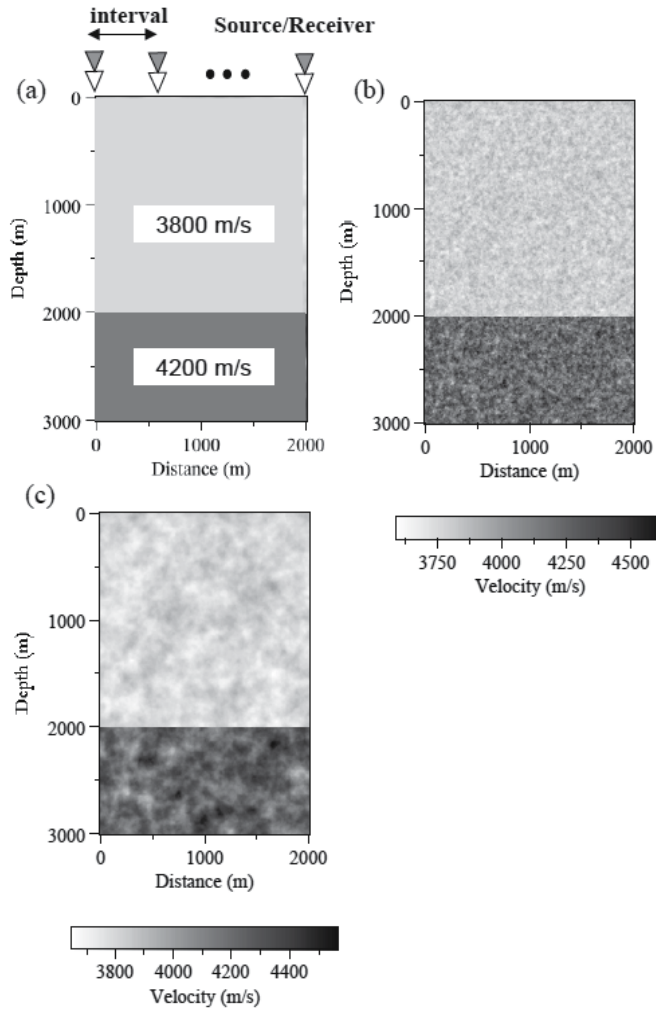 interval
Source/Receiver
● ● ●
(a)
0
1000
2000
3000
Depth (m)
3800 m/s
4200 m/s
0
1000
2000
Distance (m)
(b)
0
1000
2000
3000
Depth (m)
0
1000
2000
Distance (m)
3750
4000
4250
4500
Velocity (m/s)
(c)
0
1000
2000
3000
Depth (m)
0
1000
2000
Distance (m)
3800
4000
4200
4400
Velocity (m/s)